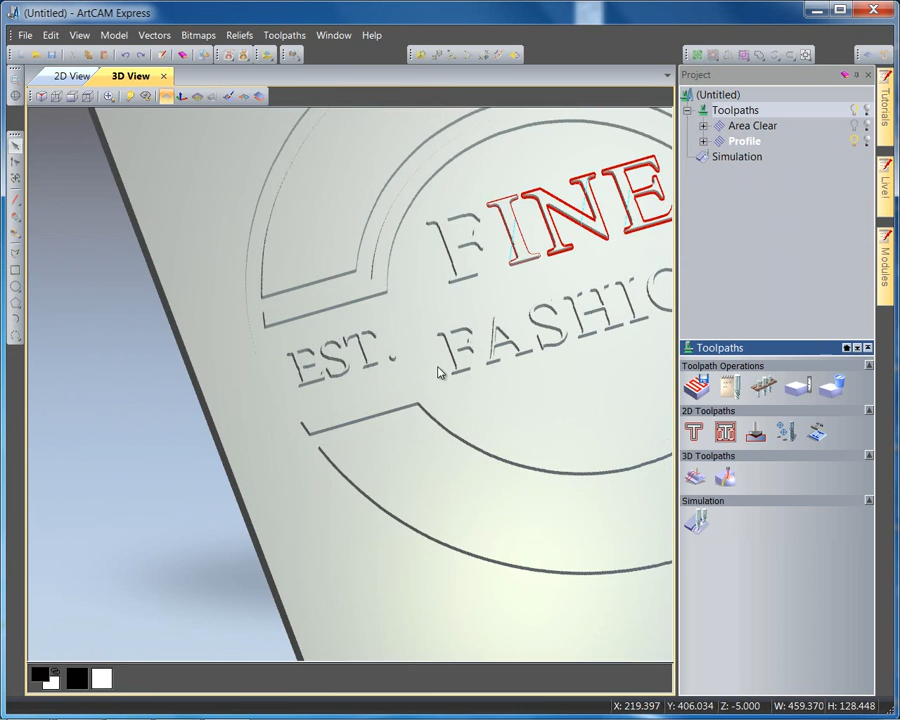 (Untitled) - ArtCAM Express
File Edit View Model Vectors Bitmaps Reliefs Toolpaths Window Help
2D View 3D View
Project
(Untitled)
Toolpaths
Area Clear
Profile
Simulation
Tutorials
Live!
Modules
FINE
EST. FASHIO
Toolpaths
Toolpath Operations
2D Toolpaths
3D Toolpaths
Simulation
X: 219.397 Y: 406.034 Z: -5.000 W: 459.370 H: 128.448